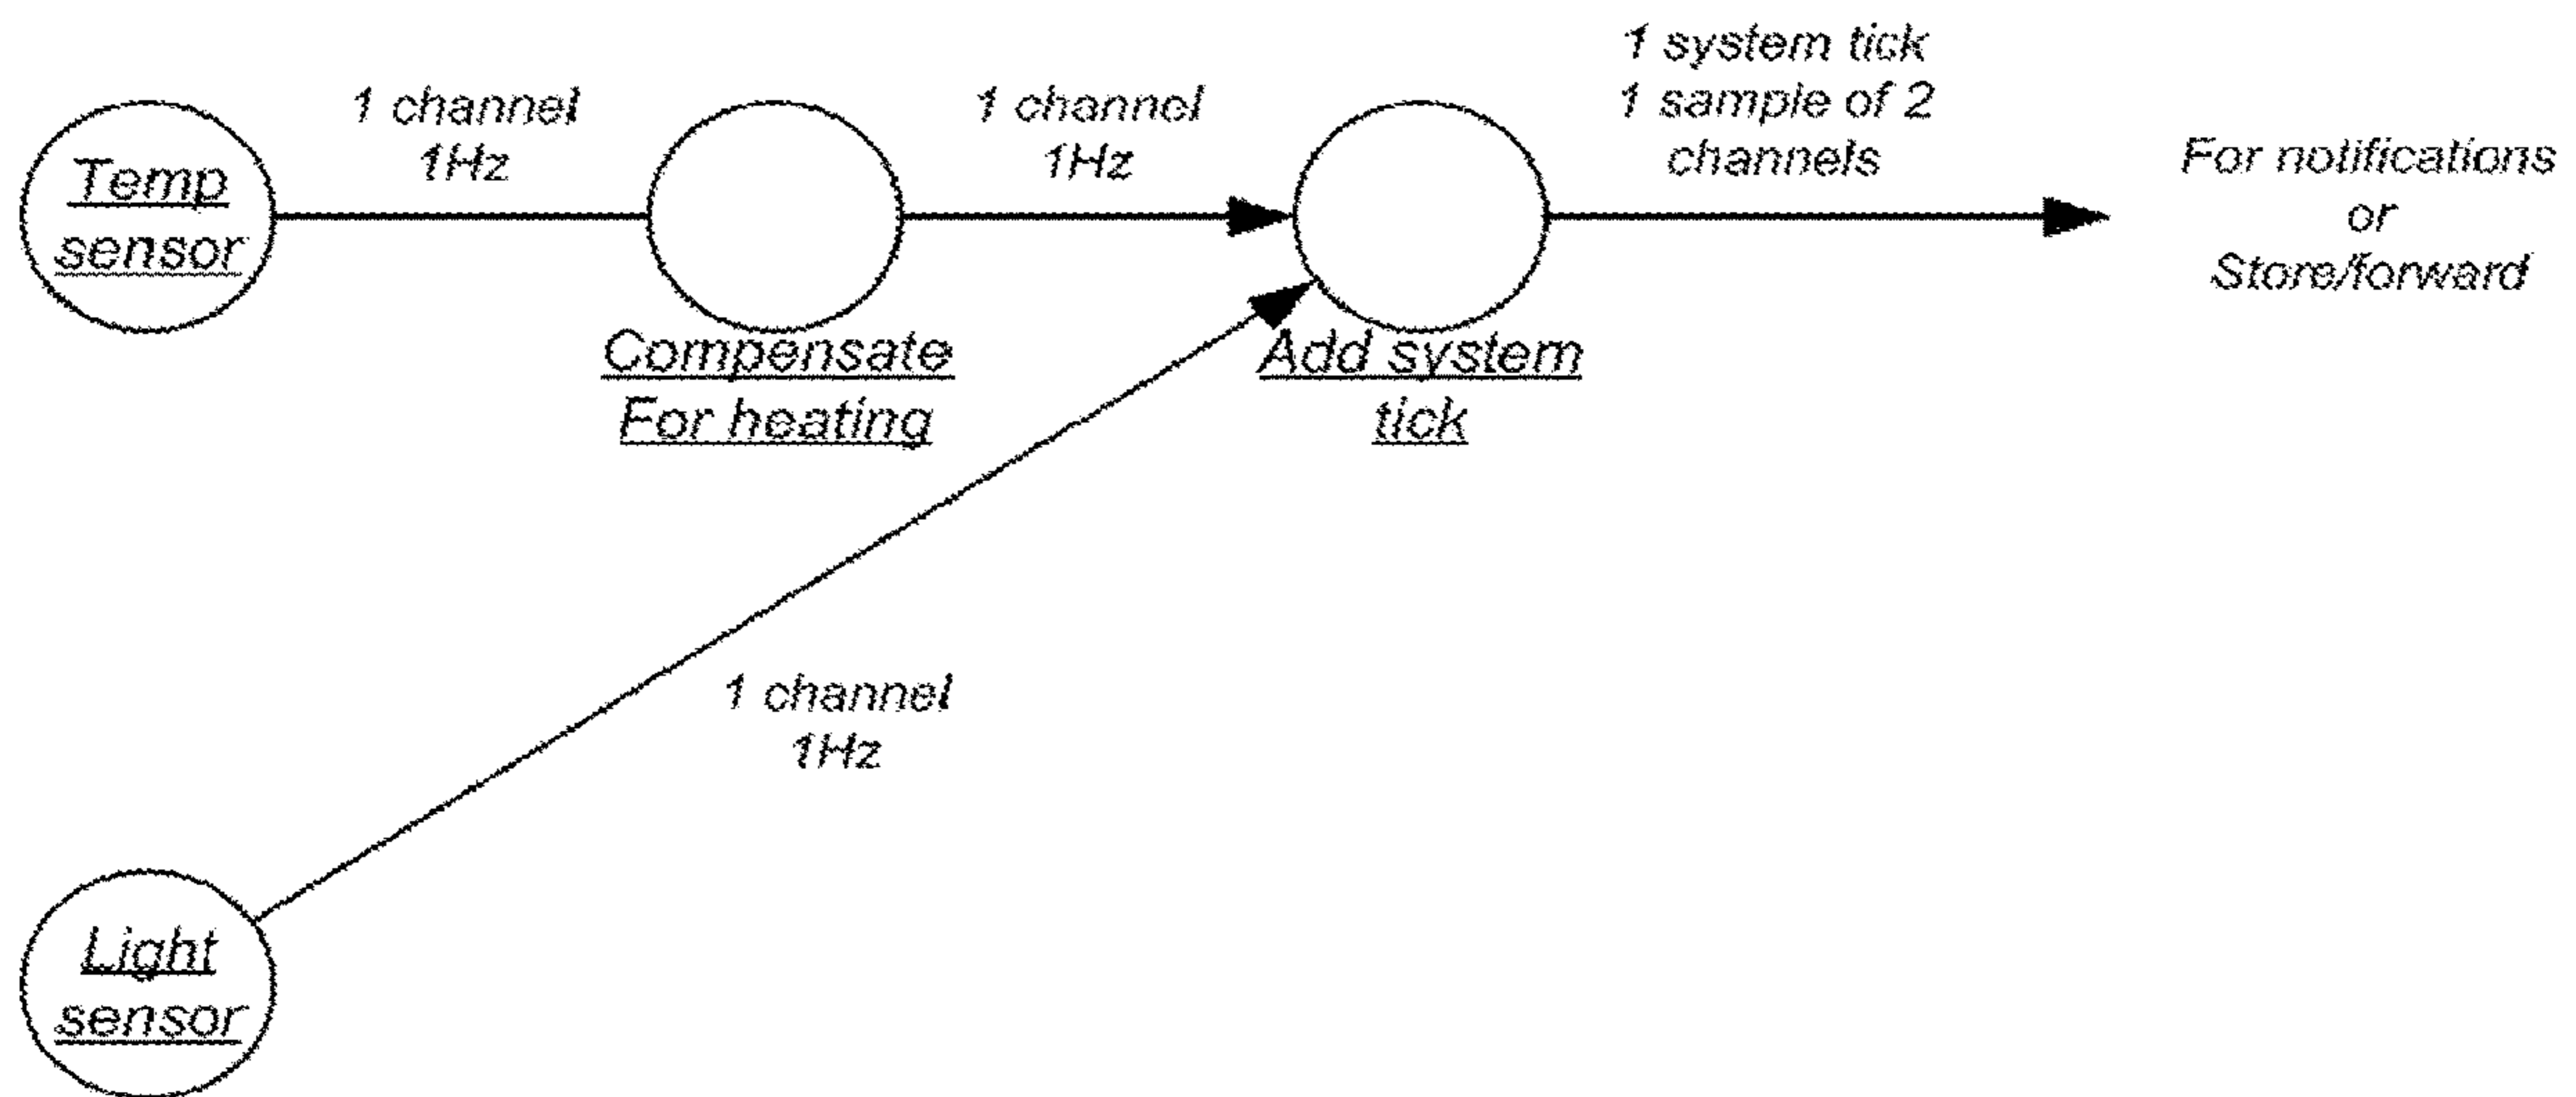 Temp
sensor
1 channel
1Hz
Compensate
For heating
1 channel
1Hz
Add system
tick
1 system tick
1 sample of 2
channels
For notifications
or
Store/forward
Light
sensor
1 channel
1Hz